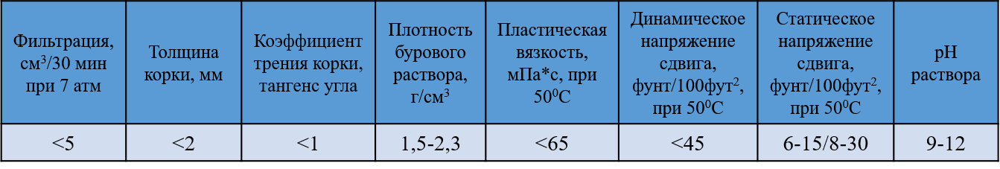 Фильтрация,
см³/30 мин
при 7 атм
Толщина
корки, мм
Коэффициент
трения корки,
тангенс угла
Плотность
бурового
раствора,
г/см³
Пластическая
вязкость,
мПа*с, при
50⁰С
Динамическое
напряжение
сдвига,
фунт/100фут²,
при 50⁰С
Статическое
напряжение
сдвига,
фунт/100фут²,
при 50⁰С
pH
раствора
<5
<2
<1
1,5-2,3
<65
<45
6-15/8-30
9-12